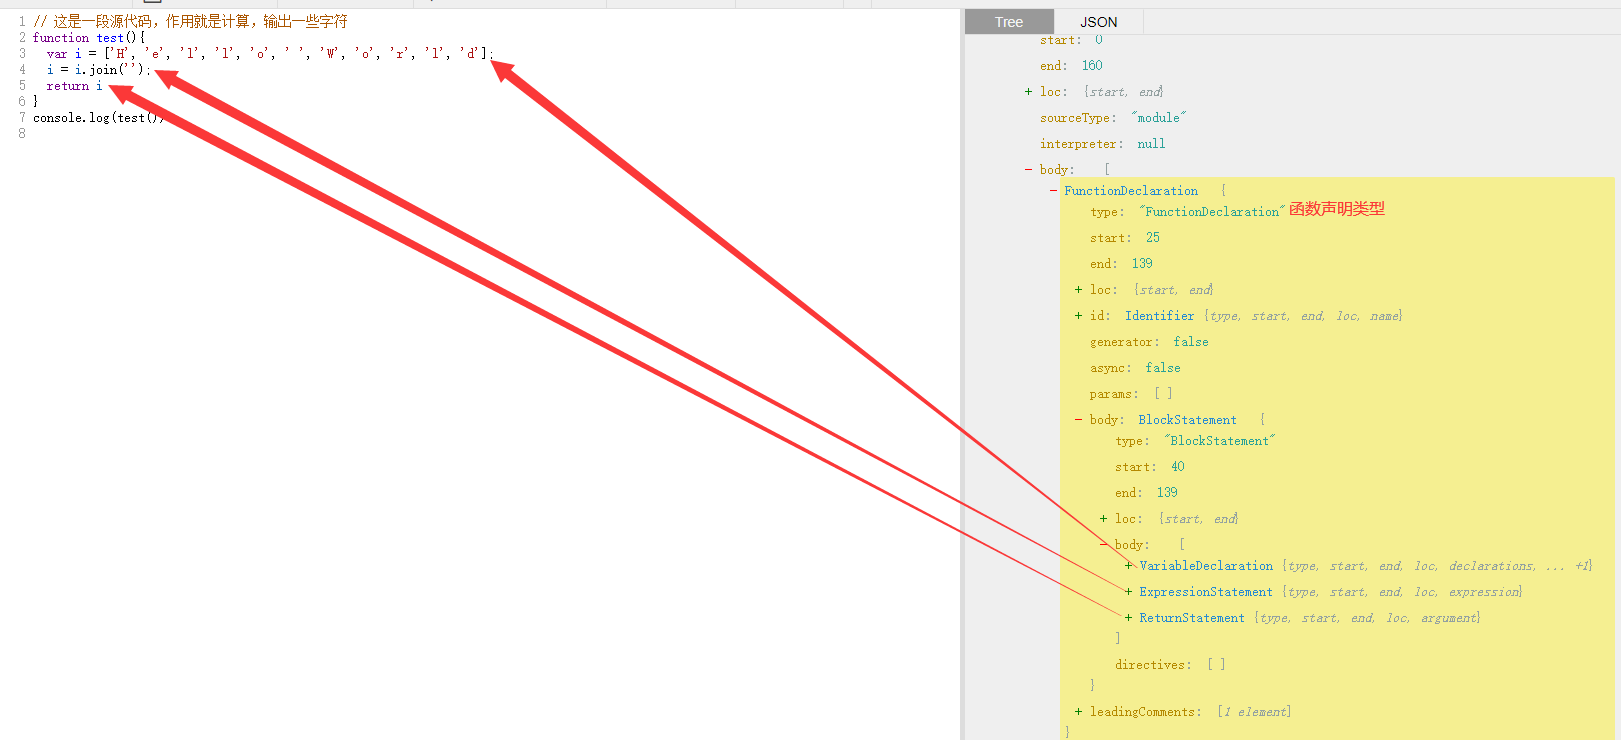 1 // 这是一段源代码，作用就是计算，输出一些字符
2 function test(){
3 var i = ['H', 'e', 'l', 'l', 'o', ' ', 'W', 'o', 'r', 'l', 'd'];
4 i = i.join('');
5 return i
6 }
7 console.log(test())
8
Tree JSON
start: 0
end: 160
+ loc: {start, end}
sourceType: "module"
interpreter: null
- body: [
- FunctionDeclaration {
type: "FunctionDeclaration" 函数声明类型
start: 25
end: 139
+ loc: {start, end}
+ id: Identifier {type, start, end, loc, name}
generator: false
async: false
params: [ ]
- body: BlockStatement {
type: "BlockStatement"
start: 40
end: 139
+ loc: {start, end}
- body: [
+ VariableDeclaration {type, start, end, loc, declarations, ... +1}
+ ExpressionStatement {type, start, end, loc, expression}
+ ReturnStatement {type, start, end, loc, argument}
]
directives: [ ]
}
+ leadingComments: [1 element]
}